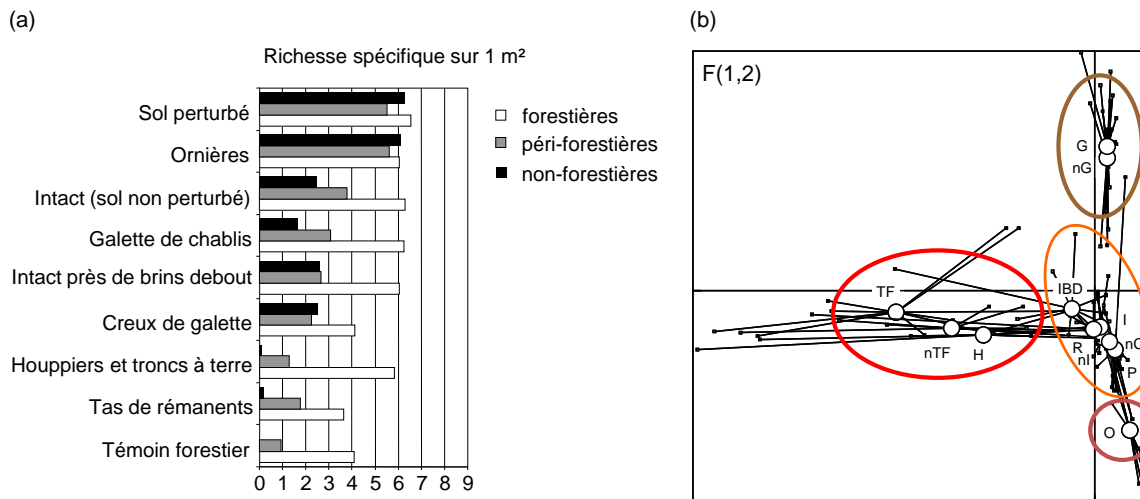 (a)
Richesse spécifique sur 1 m²
Sol perturbé
Ornières
Intact (sol non perturbé)
Galette de chablis
Intact près de brins debout
Creux de galette
Houppiers et troncs à terre
Tas de rémanents
Témoin forestier
0 1 2 3 4 5 6 7 8 9
forestières
péri-forestières
non-forestières
(b)
F(1,2)
G
nG
TF
IBD
I
nTF
H
R
nI
nC
P
O